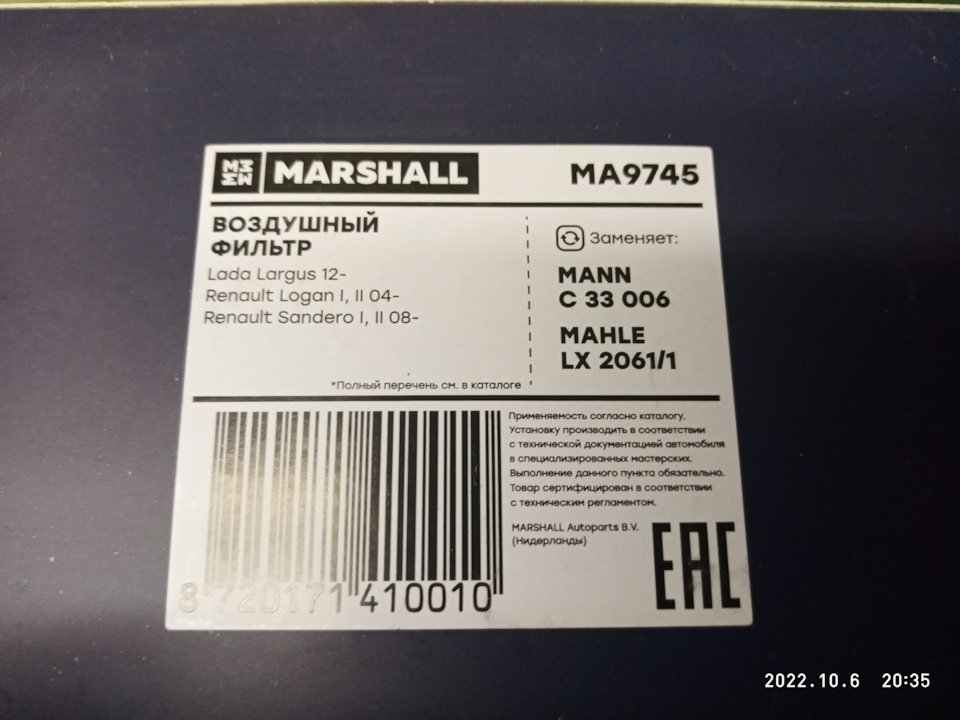 MARSHALL
MA9745
ВОЗДУШНЫЙ
ФИЛЬТР
Lada Largus 12-
Renault Logan I, II 04-
Renault Sandero I, II 08-
*Полный перечень см. в каталоге
Заменяет:
MANN
C 33 006
MAHLE
LX 2061/1
8 720171 410010
Применяемость согласно каталогу.
Установку производить в соответствии
с технической документацией автомобиля
в специализированных мастерских.
Выполнение данного пункта обязательно.
Товар сертифицирован в соответствии
с техническим регламентом.
MARSHALL Autoparts B.V.
(Нидерланды)
EAC
2022.10.6 20:35